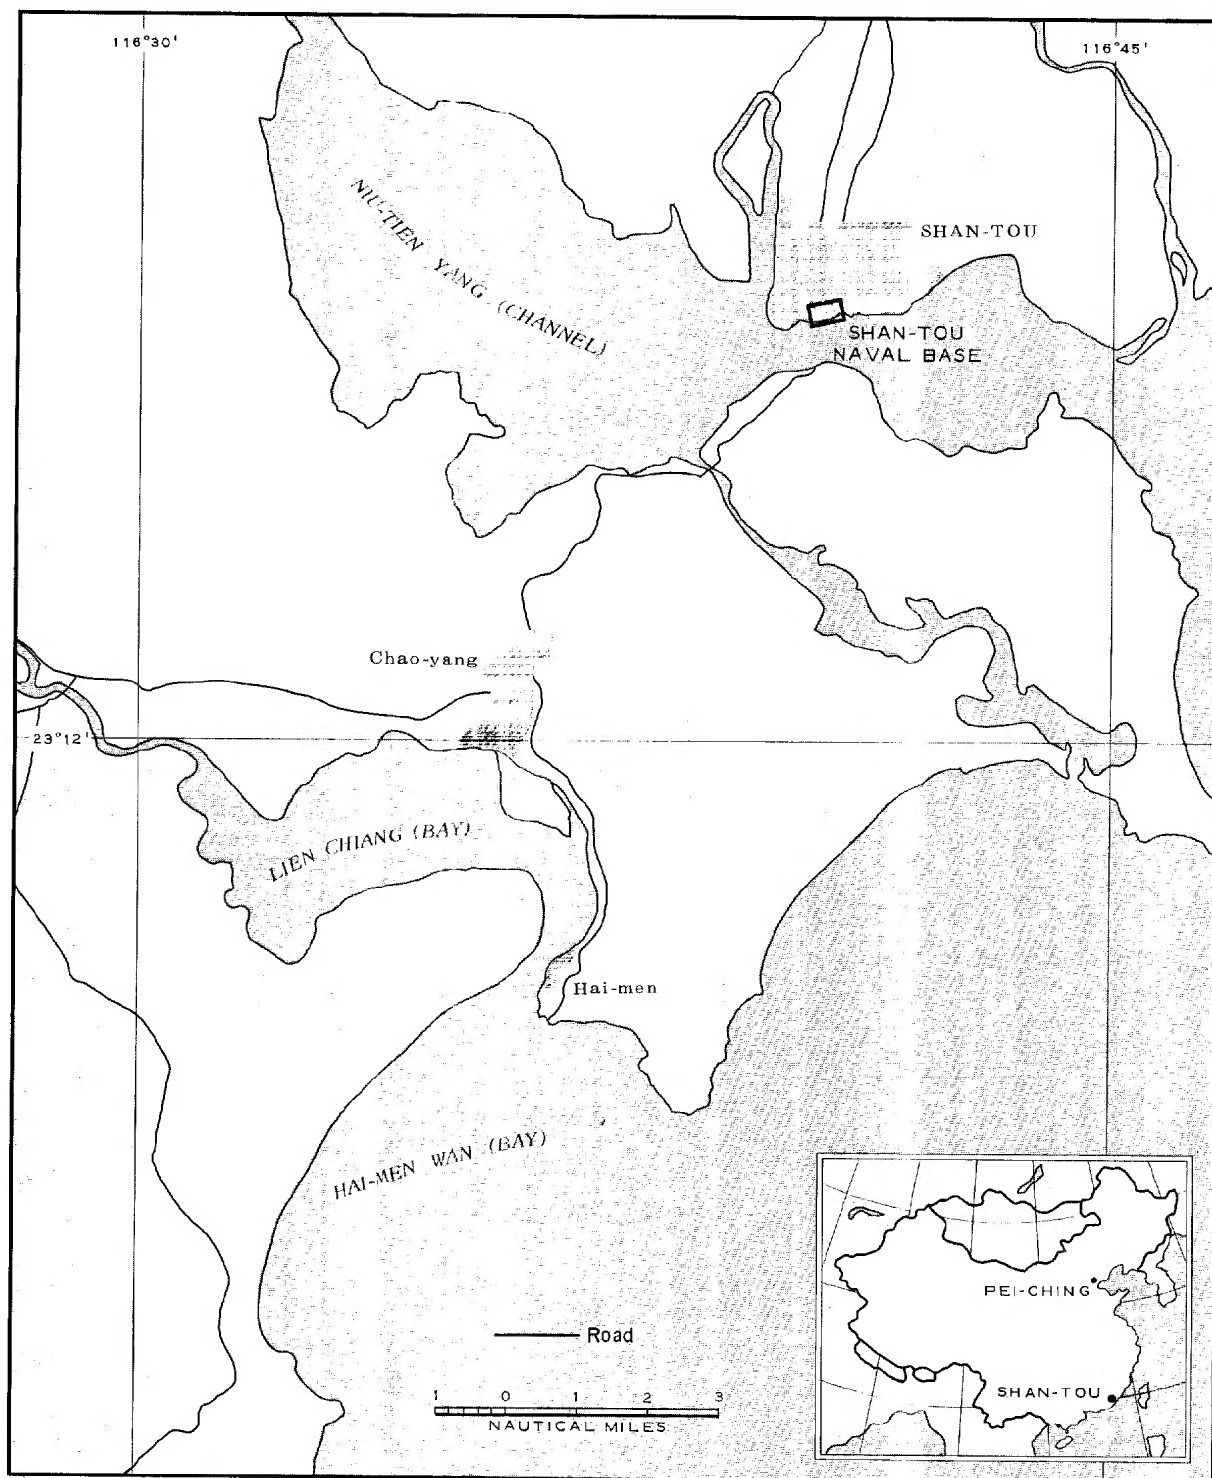 116°30'
116°45'
NIU-TIEN YANG (CHANNEL)
SHAN-TOU
SHAN-TOU
NAVAL BASE
Chao-yang
23°12'
LIEN CHIANG (BAY)
Hai-men
HAI-MEN WAN (BAY)
PEI-CHING
SHAN-TOU
Road
1 0 1 2 3
NAUTICAL MILES